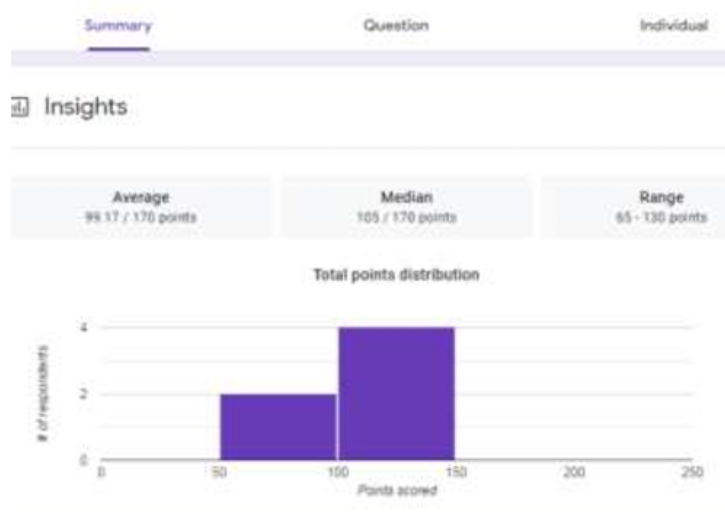 Summary Question Individual
Insights
Average Median Range
99.17 / 170 points 105 / 170 points 65 - 130 points
Total points distribution
4
2
0
0 50 100 150 200 250
# of respondents
Points scored